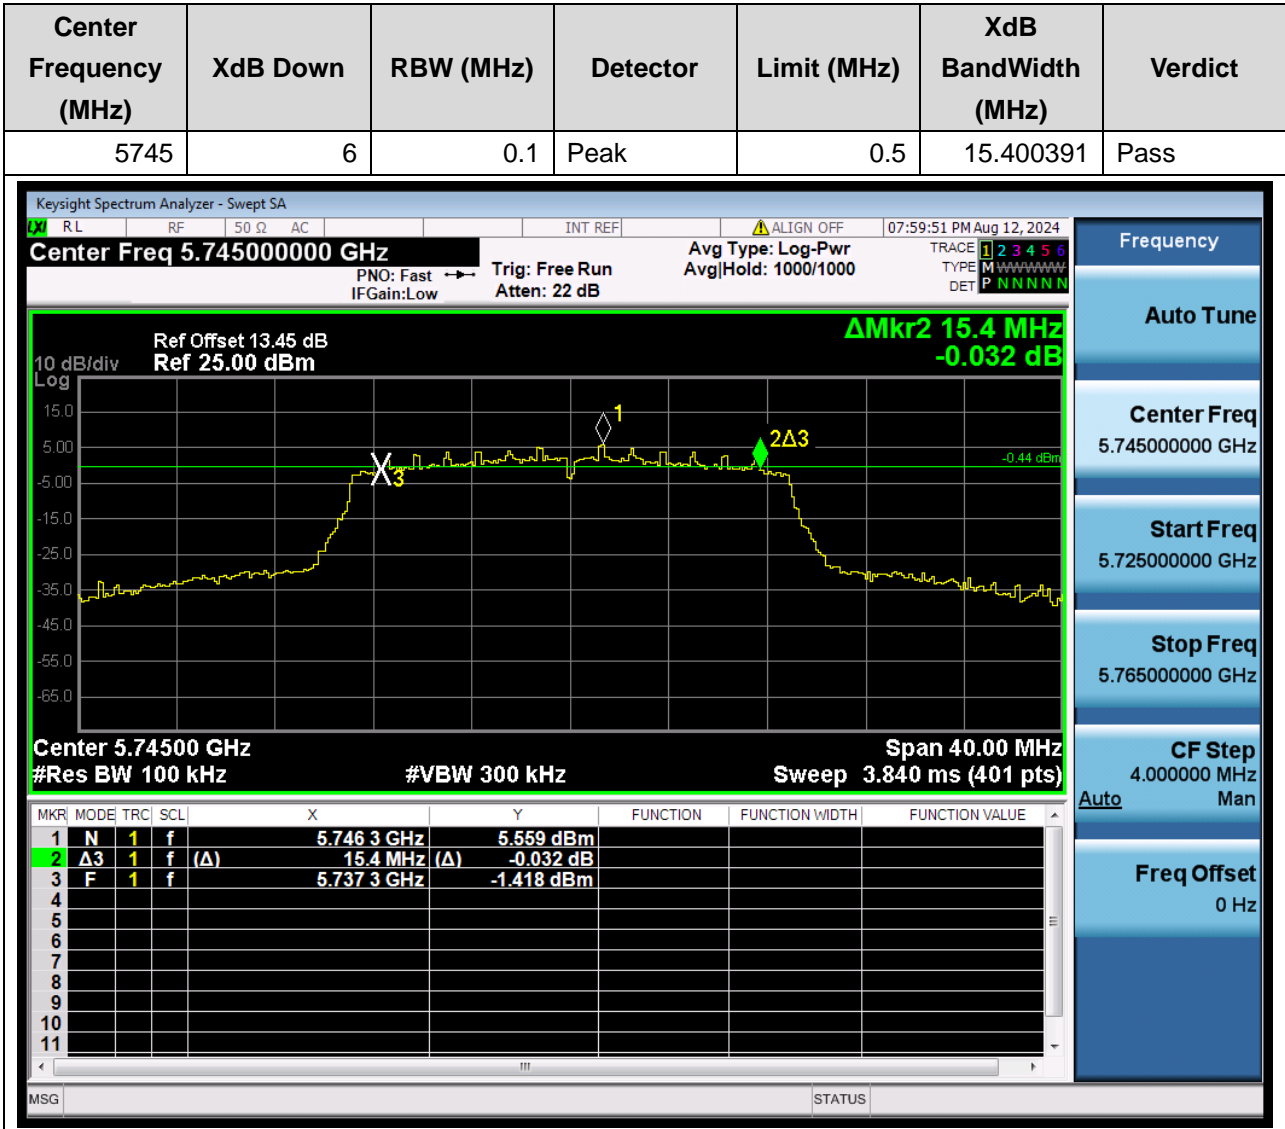 Center Frequency (MHz) XdB Down RBW (MHz) Detector Limit (MHz) XdB BandWidth (MHz) Verdict
5745 6 0.1 Peak 0.5 15.400391 Pass
Keysight Spectrum Analyzer - Swept SA
LXI RL RF 50 Ω AC INT REF ALIGN OFF 07:59:51 PM Aug 12, 2024
Center Freq 5.745000000 GHz
PNO: Fast
IFGain:Low
Trig: Free Run
Atten: 22 dB
Avg Type: Log-Pwr
Avg|Hold: 1000/1000
TRACE 1 2 3 4 5 6
TYPE M WWWWW
DET P N N N N N
ΔMkr2 15.4 MHz
-0.032 dB
Ref Offset 13.45 dB
Ref 25.00 dBm
10 dB/div
Log
15.0
5.00
-5.00
-15.0
-25.0
-35.0
-45.0
-55.0
-65.0
1
2Δ3
3
-0.44 dBm
Center 5.74500 GHz Span 40.00 MHz
#Res BW 100 kHz #VBW 300 kHz Sweep 3.840 ms (401 pts)
MKR MODE TRC SCL X Y FUNCTION FUNCTION WIDTH FUNCTION VALUE
1 N 1 f 5.746 3 GHz 5.559 dBm
2 Δ3 1 f (Δ) 15.4 MHz (Δ) -0.032 dB
3 F 1 f 5.737 3 GHz -1.418 dBm
4
5
6
7
8
9
10
11
MSG STATUS
Frequency
Auto Tune
Center Freq
5.745000000 GHz
Start Freq
5.725000000 GHz
Stop Freq
5.765000000 GHz
CF Step
4.000000 MHz
Auto Man
Freq Offset
0 Hz